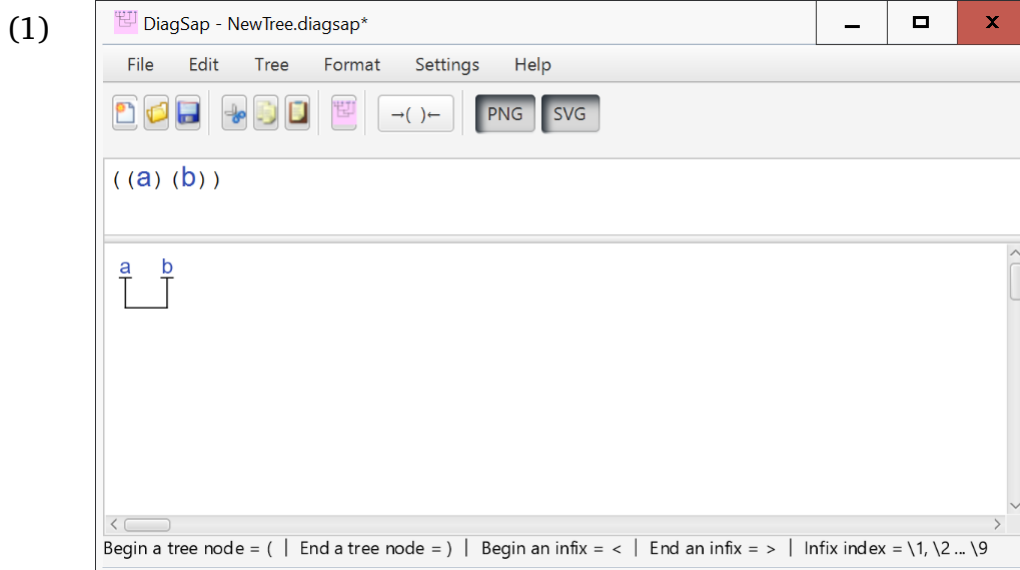 (1)
DiagSap - NewTree.diagsap*
File Edit Tree Format Settings Help
→( )← PNG SVG
((a)(b))
a b
Begin a tree node = ( | End a tree node = ) | Begin an infix = < | End an infix = > | Infix index = \1, \2 ... \9